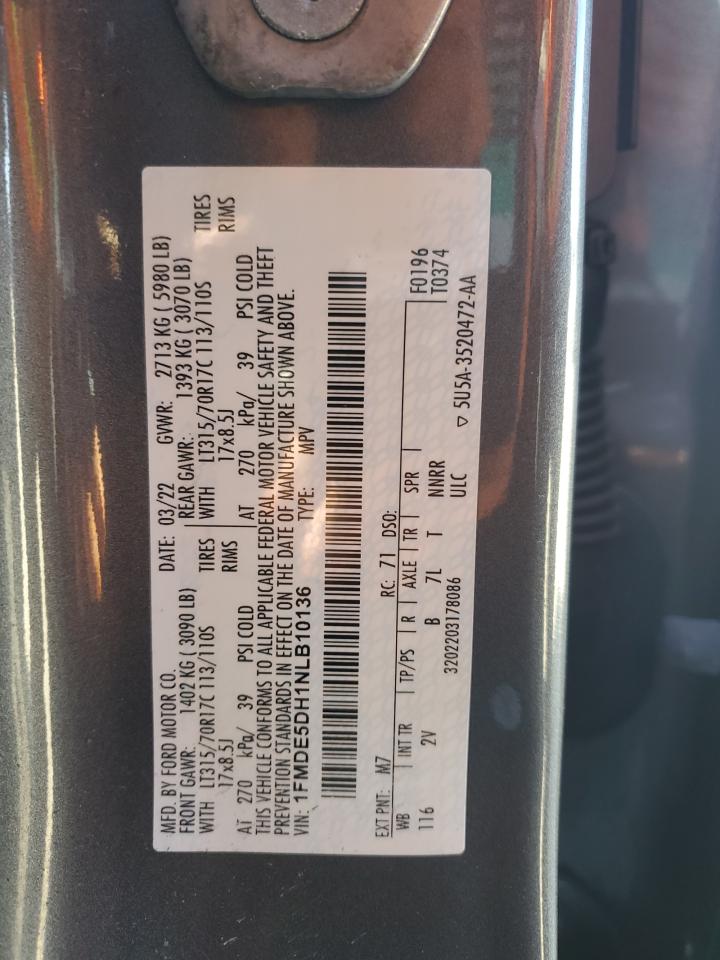 MFD. BY FORD MOTOR CO.
DATE: 03/22 GVWR: 2713 KG ( 5980 LB)
FRONT GAWR: 1402 KG ( 3090 LB) REAR GAWR: 1393 KG ( 3070 LB)
WITH LT315/70R17C 113/110S TIRES WITH LT315/70R17C 113/110S TIRES
17x8.5J RIMS 17x8.5J RIMS
AT 270 kPa/ 39 PSI COLD AT 270 kPa/ 39 PSI COLD
THIS VEHICLE CONFORMS TO ALL APPLICABLE FEDERAL MOTOR VEHICLE SAFETY AND THEFT
PREVENTION STANDARDS IN EFFECT ON THE DATE OF MANUFACTURE SHOWN ABOVE.
VIN: 1FMDE5DH1NLB10136 TYPE: MPV
EXT PNT: M7 RC: 71 DSO: F0196
WB INT TR TP/PS R AXLE TR SPR T0374
116 2V B 7L T NNRR
3202203178086 ULC ▽ 5U5A-3520472-AA